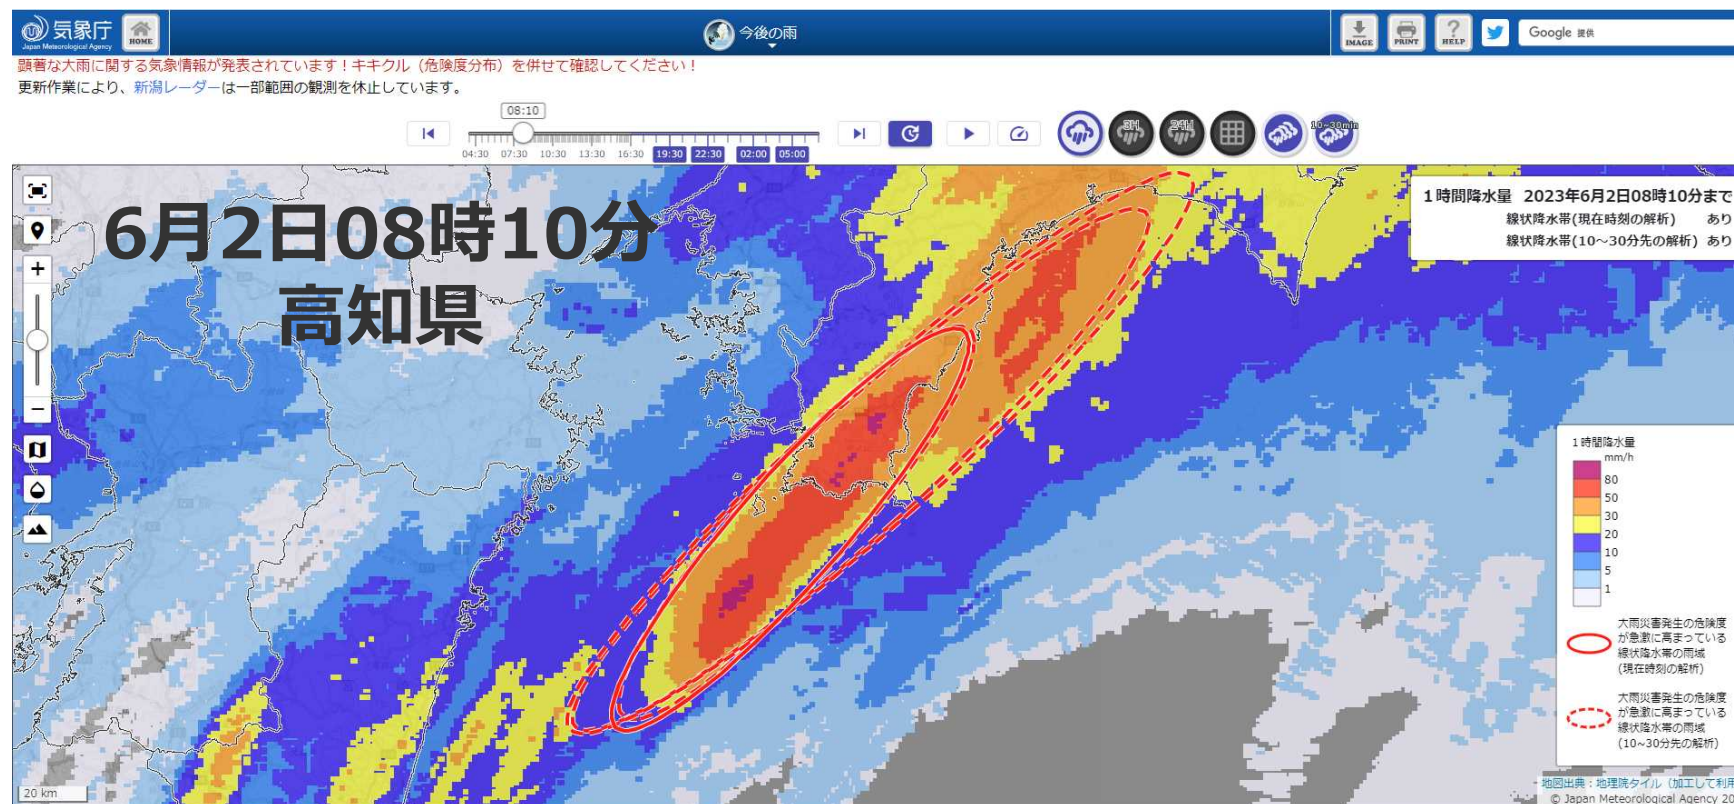 気象庁
Japan Meteorological Agency
HOME
今後の雨
IMAGE
PRINT
HELP
Google 提供
顕著な大雨に関する気象情報が発表されています！キキクル（危険度分布）を併せて確認してください！
更新作業により、新潟レーダーは一部範囲の観測を休止しています。
08:10
04:30 07:30 10:30 13:30 16:30 19:30 22:30 02:00 05:00
3H
24H
10~30min
6月2日08時10分
高知県
1時間降水量 2023年6月2日08時10分まで
線状降水帯(現在時刻の解析) あり
線状降水帯(10～30分先の解析) あり
1時間降水量
mm/h
80
50
30
20
10
5
1
大雨災害発生の危険度
が急激に高まっている
線状降水帯の雨域
(現在時刻の解析)
大雨災害発生の危険度
が急激に高まっている
線状降水帯の雨域
(10~30分先の解析)
20 km
地図出典：地理院タイル（加工して利用
© Japan Meteorological Agency 20